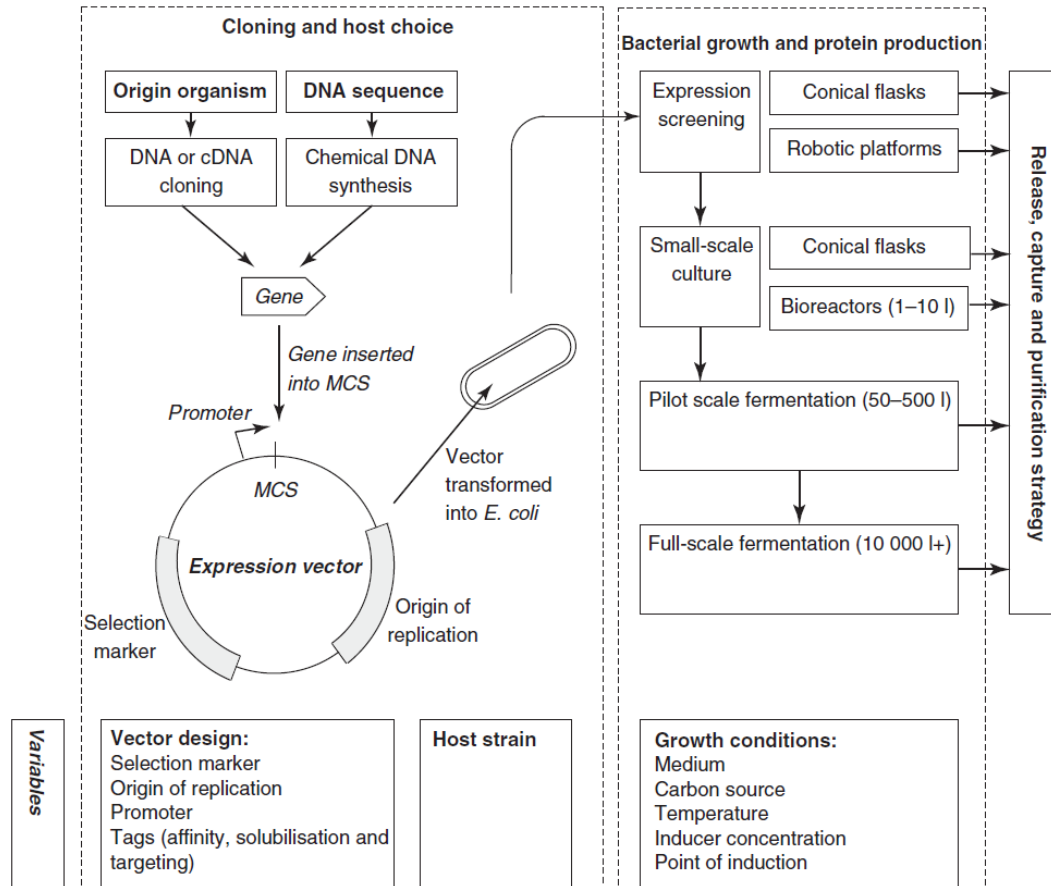 Cloning and host choice
Origin organism
DNA sequence
DNA or cDNA
cloning
Chemical DNA
synthesis
Gene
Gene inserted
into MCS
Promoter
MCS
Expression vector
Selection
marker
Origin of
replication
Vector
transformed
into E. coli
Bacterial growth and protein production
Expression
screening
Conical flasks
Robotic platforms
Small-scale
culture
Conical flasks
Bioreactors (1–10 l)
Pilot scale fermentation (50–500 l)
Full-scale fermentation (10 000 l+)
Release, capture and purification strategy
Variables
Vector design:
Selection marker
Origin of replication
Promoter
Tags (affinity, solubilisation and
targeting)
Host strain
Growth conditions:
Medium
Carbon source
Temperature
Inducer concentration
Point of induction